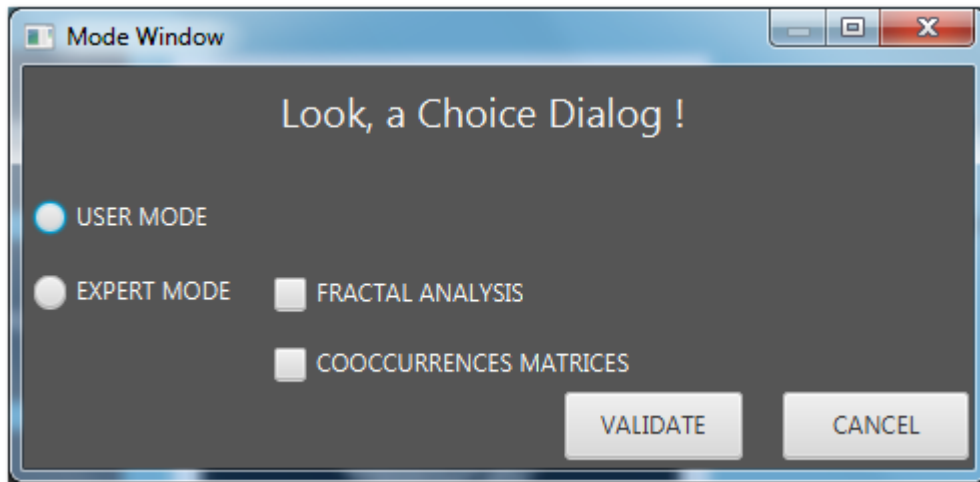 Mode Window
Look, a Choice Dialog !
USER MODE
EXPERT MODE
FRACTAL ANALYSIS
COOCCURRENCES MATRICES
VALIDATE
CANCEL